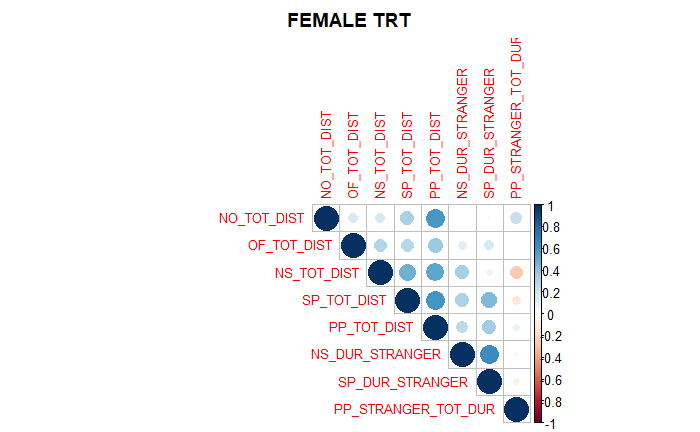 FEMALE TRT
NO_TOT_DIST
OF_TOT_DIST
NS_TOT_DIST
SP_TOT_DIST
PP_TOT_DIST
NS_DUR_STRANGER
SP_DUR_STRANGER
PP_STRANGER_TOT_DUR
NO_TOT_DIST
OF_TOT_DIST
NS_TOT_DIST
SP_TOT_DIST
PP_TOT_DIST
NS_DUR_STRANGER
SP_DUR_STRANGER
PP_STRANGER_TOT_DUR
1
0.8
0.6
0.4
0.2
0
-0.2
-0.4
-0.6
-0.8
-1